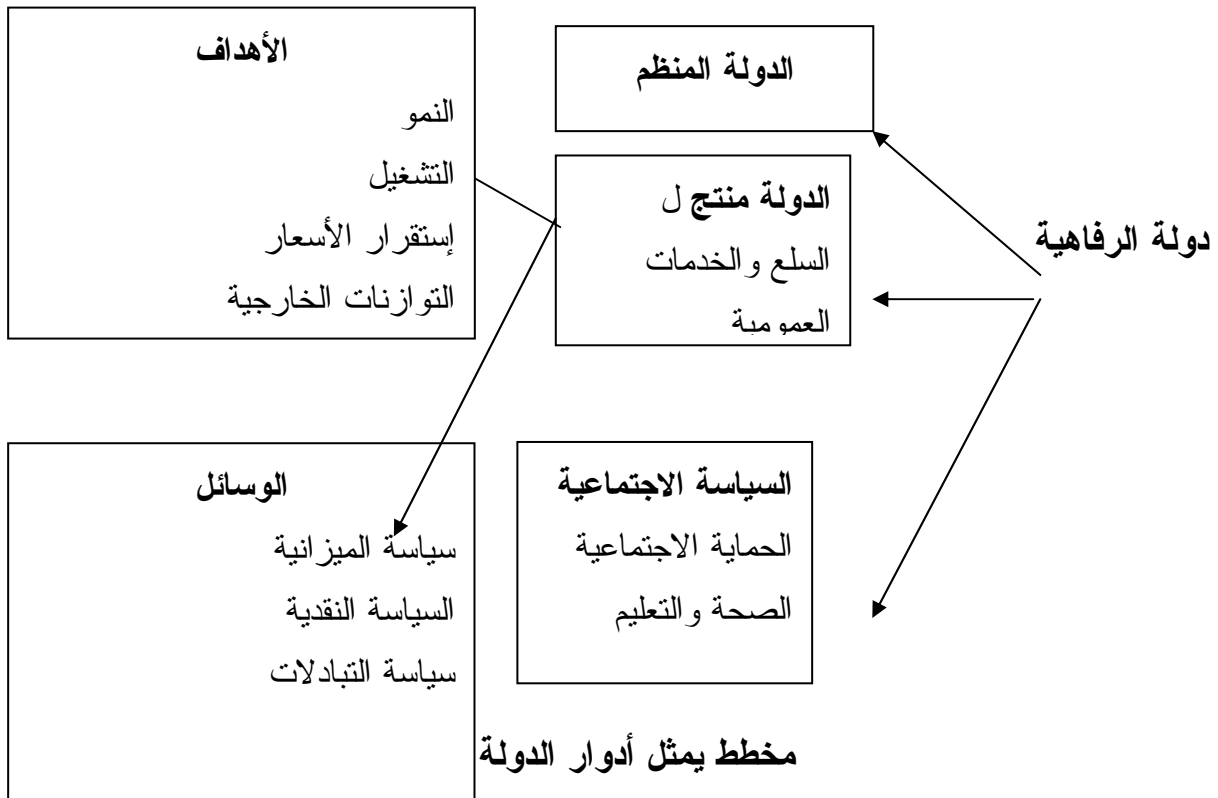 دولة الرفاهية
الدولة المنظم
الدولة منتج ل
السلع والخدمات
العمومية
السياسة الاجتماعية
الحماية الاجتماعية
الصحة والتعليم
الأهداف
النمو
التشغيل
إستقرار الأسعار
التوازنات الخارجية
الوسائل
سياسة الميزانية
السياسة النقدية
سياسة التبادلات
مخطط يمثل أدوار الدولة